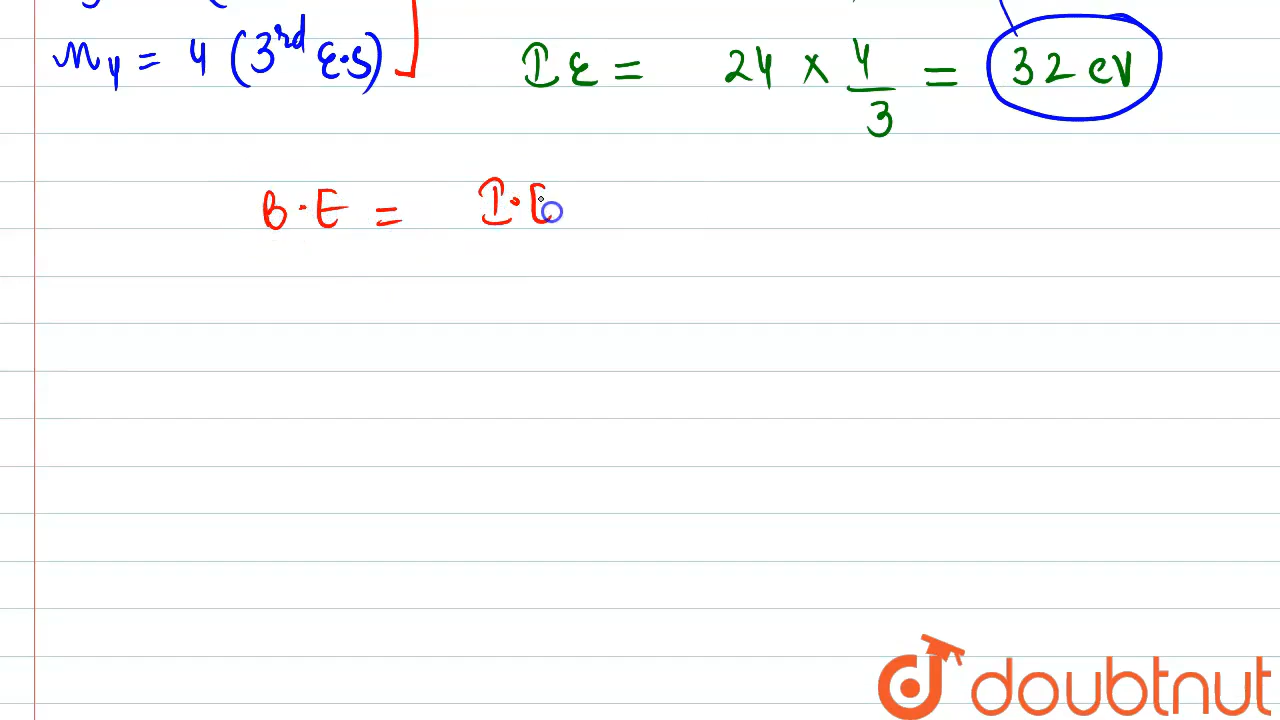 n₄ = 4 (3rd E.S)
I E = 24 × 4/3 = 32 eV
B.E = I.E
doubtnut